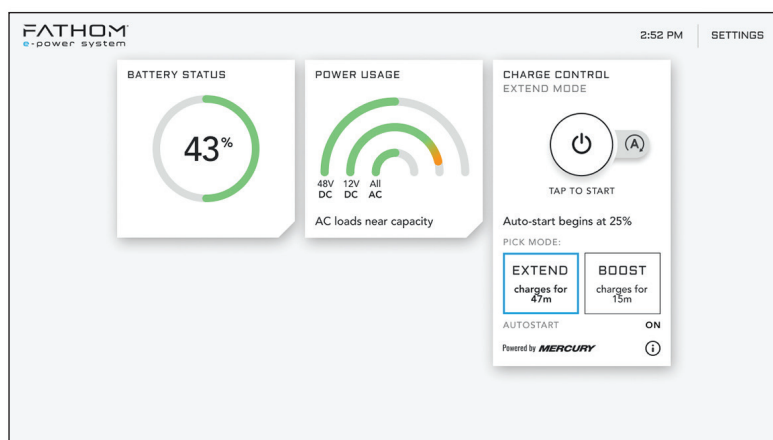 FATHOM
e-power system
2:52 PM
SETTINGS
BATTERY STATUS
43%
POWER USAGE
48V
DC
12V
DC
All
AC
AC loads near capacity
CHARGE CONTROL
EXTEND MODE
A
TAP TO START
Auto-start begins at 25%
PICK MODE:
EXTEND
charges for
47m
BOOST
charges for
15m
AUTOSTART
ON
Powered by MERCURY
i